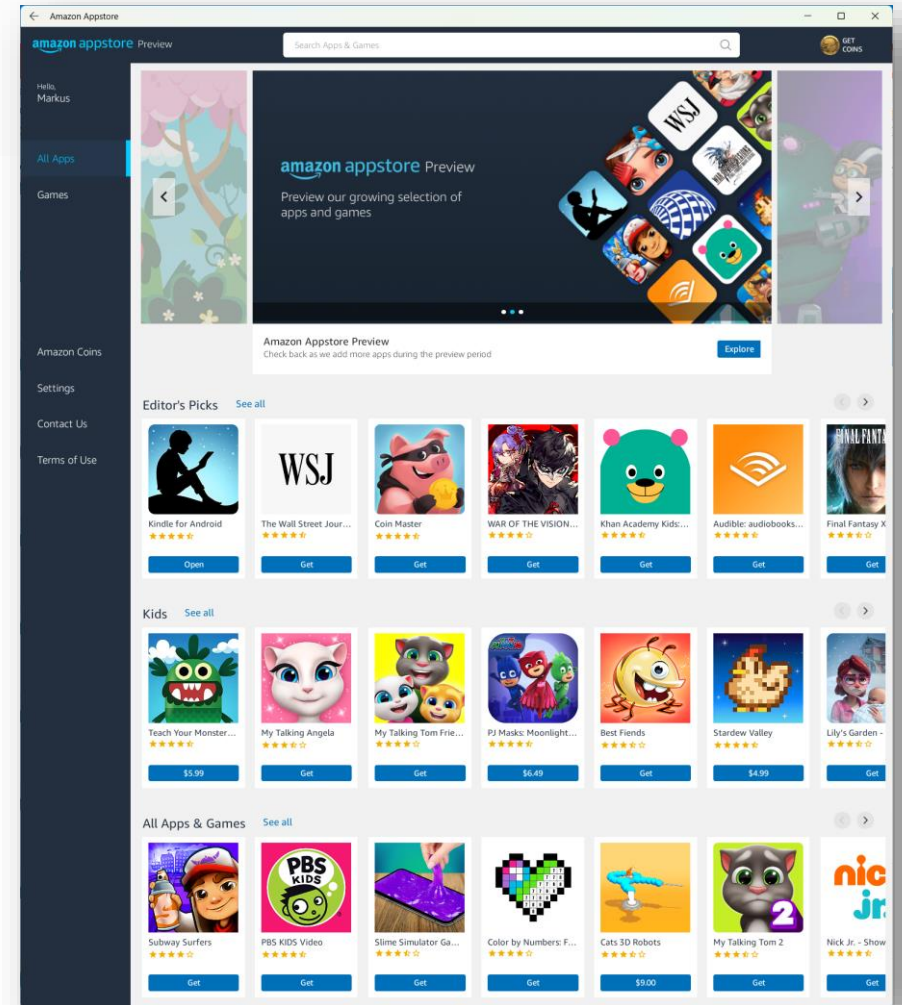 Amazon Appstore
amazon appstore Preview
Search Apps & Games
GET
COINS
Hello,
Markus
All Apps
Games
Amazon Coins
Settings
Contact Us
Terms of Use
amazon appstore Preview
Preview our growing selection of
apps and games
WSJ
Amazon Appstore Preview
Check back as we add more apps during the preview period
Explore
Editor's Picks See all
WSJ
FINAL FANTA
Kindle for Android
The Wall Street Jour...
Coin Master
WAR OF THE VISION...
Khan Academy Kids:...
Audible: audiobooks...
Final Fantasy X
Open
Get
Get
Get
Get
Get
Get
Kids See all
Teach Your Monster...
My Talking Angela
My Talking Tom Frie...
PJ Masks: Moonlight...
Best Fiends
Stardew Valley
Lily's Garden -
$5.99
Get
Get
$6.49
Get
$4.99
Get
All Apps & Games See all
PBS
KIDS
2
nic
jr.
Subway Surfers
PBS KIDS Video
Slime Simulator Ga...
Color by Numbers: F...
Cats 3D Robots
My Talking Tom 2
Nick Jr. - Show
Get
Get
Get
Get
$9.00
Get
Get